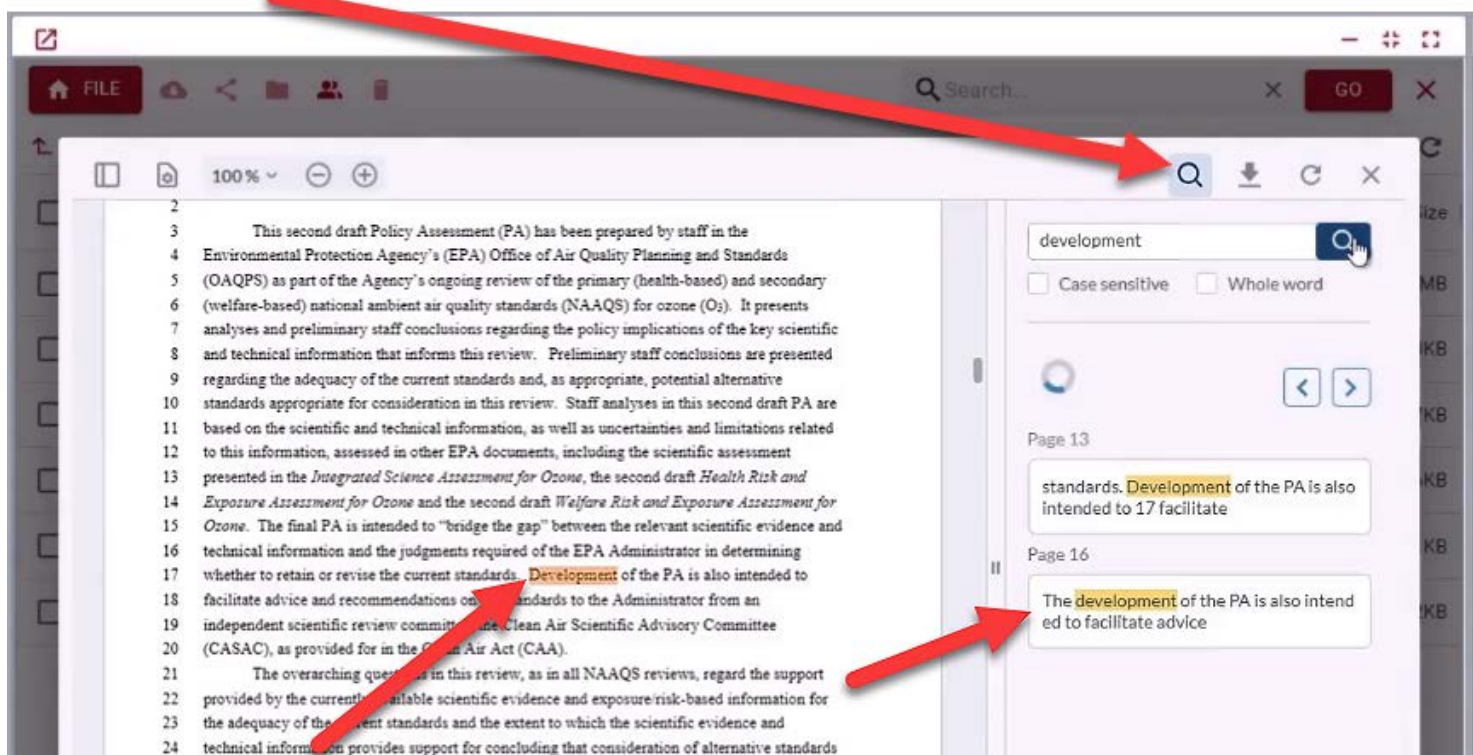 FILE
Search...
GO
100%
Size
MB
KB
KB
KB
KB
KB
2
3 This second draft Policy Assessment (PA) has been prepared by staff in the
4 Environmental Protection Agency's (EPA) Office of Air Quality Planning and Standards
5 (OAQPS) as part of the Agency's ongoing review of the primary (health-based) and secondary
6 (welfare-based) national ambient air quality standards (NAAQS) for ozone (O₃). It presents
7 analyses and preliminary staff conclusions regarding the policy implications of the key scientific
8 and technical information that informs this review. Preliminary staff conclusions are presented
9 regarding the adequacy of the current standards and, as appropriate, potential alternative
10 standards appropriate for consideration in this review. Staff analyses in this second draft PA are
11 based on the scientific and technical information, as well as uncertainties and limitations related
12 to this information, assessed in other EPA documents, including the scientific assessment
13 presented in the Integrated Science Assessment for Ozone, the second draft Health Risk and
14 Exposure Assessment for Ozone and the second draft Welfare Risk and Exposure Assessment for
15 Ozone. The final PA is intended to "bridge the gap" between the relevant scientific evidence and
16 technical information and the judgments required of the EPA Administrator in determining
17 whether to retain or revise the current standards. Development of the PA is also intended to
18 facilitate advice and recommendations on standards to the Administrator from an
19 independent scientific review committee Clean Air Scientific Advisory Committee
20 (CASAC), as provided for in the Air Act (CAA).
21 The overarching in this review, as in all NAAQS reviews, regard the support
22 provided by the currently available scientific evidence and exposure/risk-based information for
23 the adequacy of the current standards and the extent to which the scientific evidence and
24 technical information provides support for concluding that consideration of alternative standards
development
Case sensitive
Whole word
Page 13
standards. Development of the PA is also
intended to 17 facilitate
Page 16
The development of the PA is also intend
ed to facilitate advice